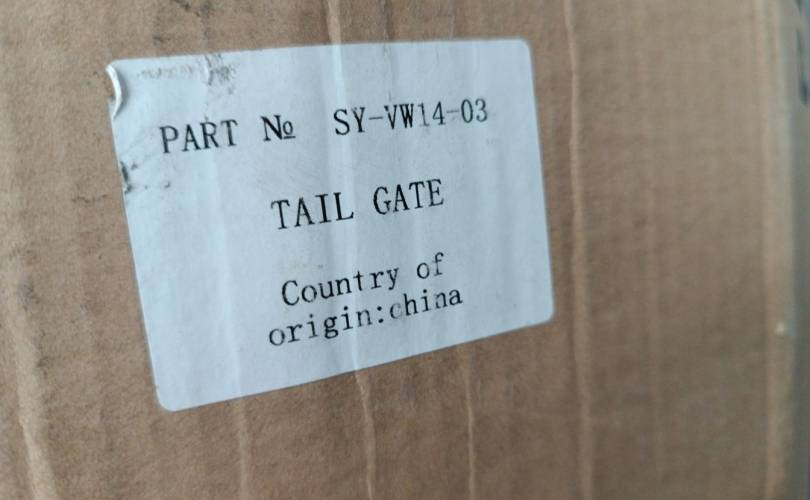 PART № SY-VW14-03
TAIL GATE
Country of
origin:china